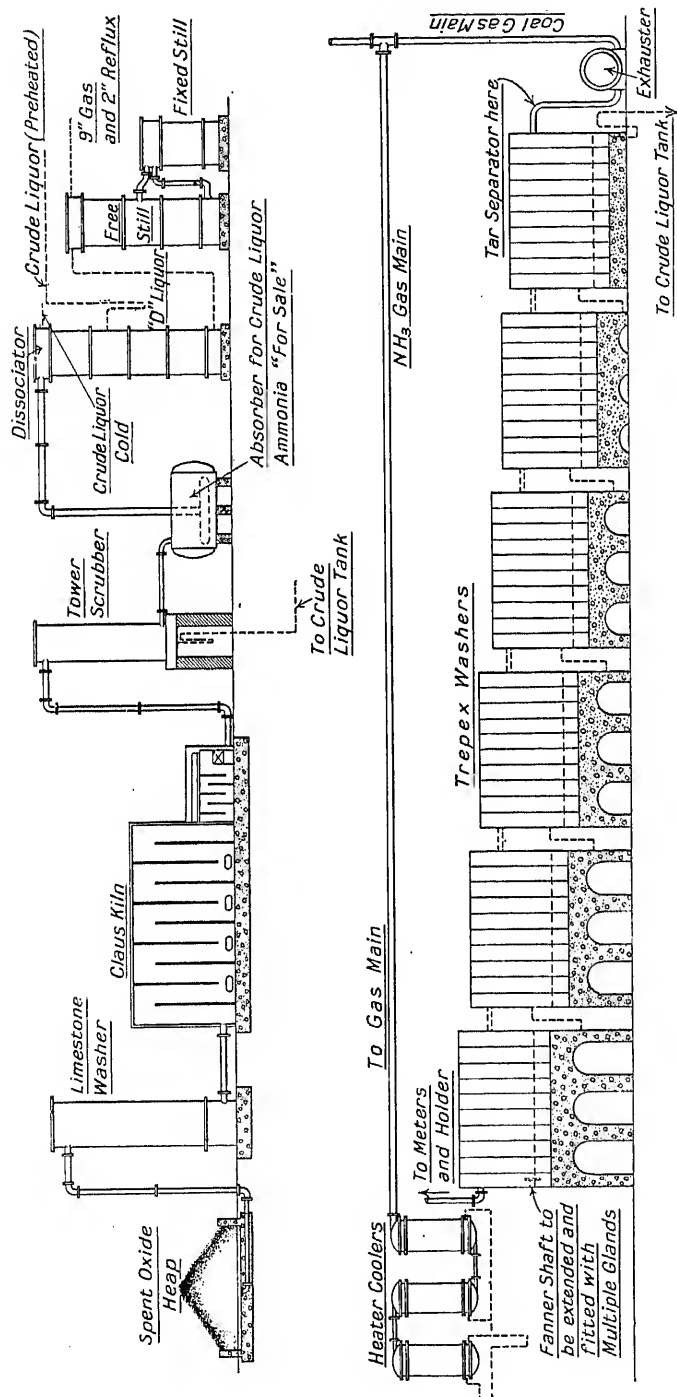 Spent Oxide
Heap
Limestone
Washer
Claus Kiln
Tower
Scrubber
To Crude
Liquor Tank
Absorber for Crude Liquor
Ammonia "For Sale"
Dissociator
Crude Liquor
Cold
Crude Liquor (Preheated)
"D" Liquor
Free
Still
9" Gas
and 2" Reflux
Fixed Still
Heater Coolers
To Meters
and Holder
To Gas Main
NH₃ Gas Main
Coal Gas Main
Fanner Shaft to
be extended and
fitted with
Multiple Glands
Trepex Washers
Tar Separator here
Exhauster
To Crude Liquor Tank